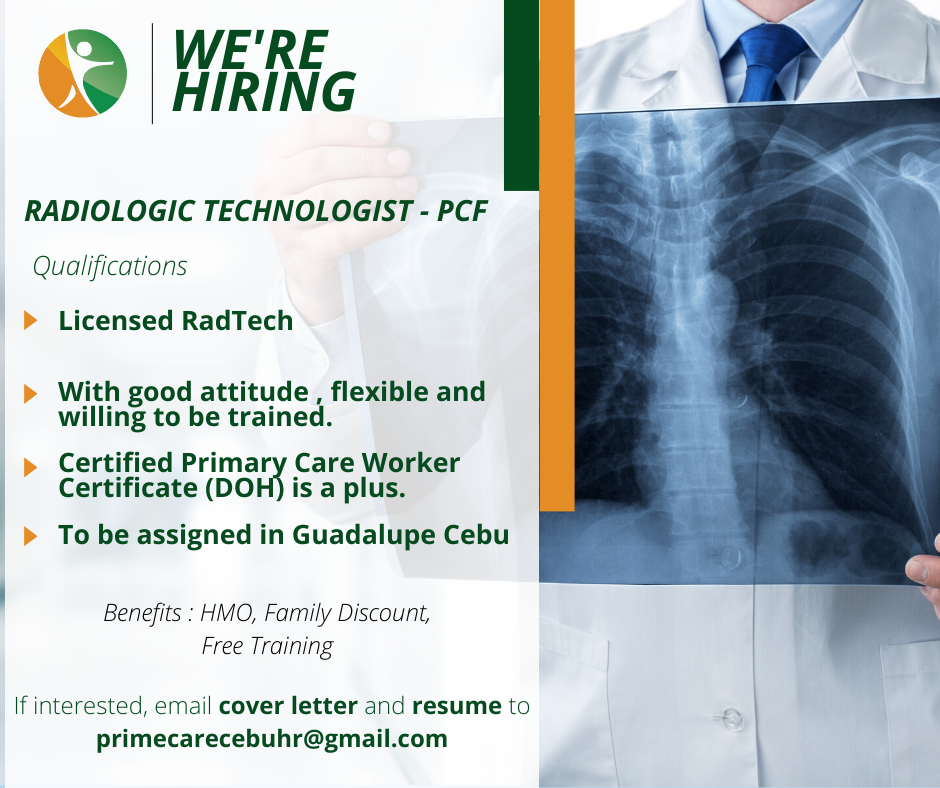 WE'RE
HIRING
RADIOLOGIC TECHNOLOGIST - PCF
Qualifications
Licensed RadTech
With good attitude , flexible and
willing to be trained.
Certified Primary Care Worker
Certificate (DOH) is a plus.
To be assigned in Guadalupe Cebu
Benefits : HMO, Family Discount,
Free Training
If interested, email cover letter and resume to
primecarecebuhr@gmail.com